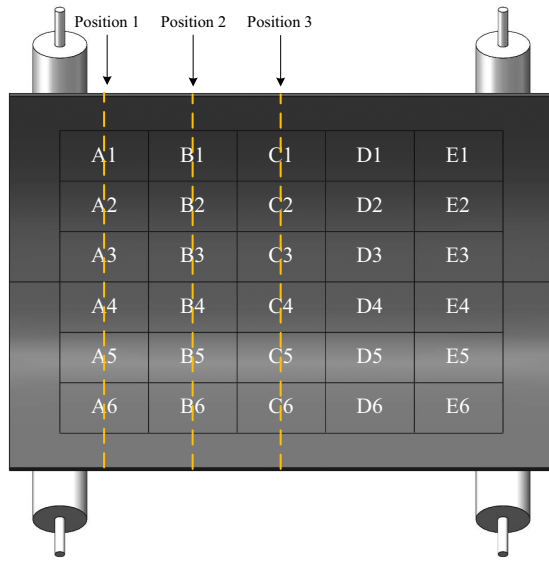 Position 1 Position 2 Position 3
A1 B1 C1 D1 E1
A2 B2 C2 D2 E2
A3 B3 C3 D3 E3
A4 B4 C4 D4 E4
A5 B5 C5 D5 E5
A6 B6 C6 D6 E6